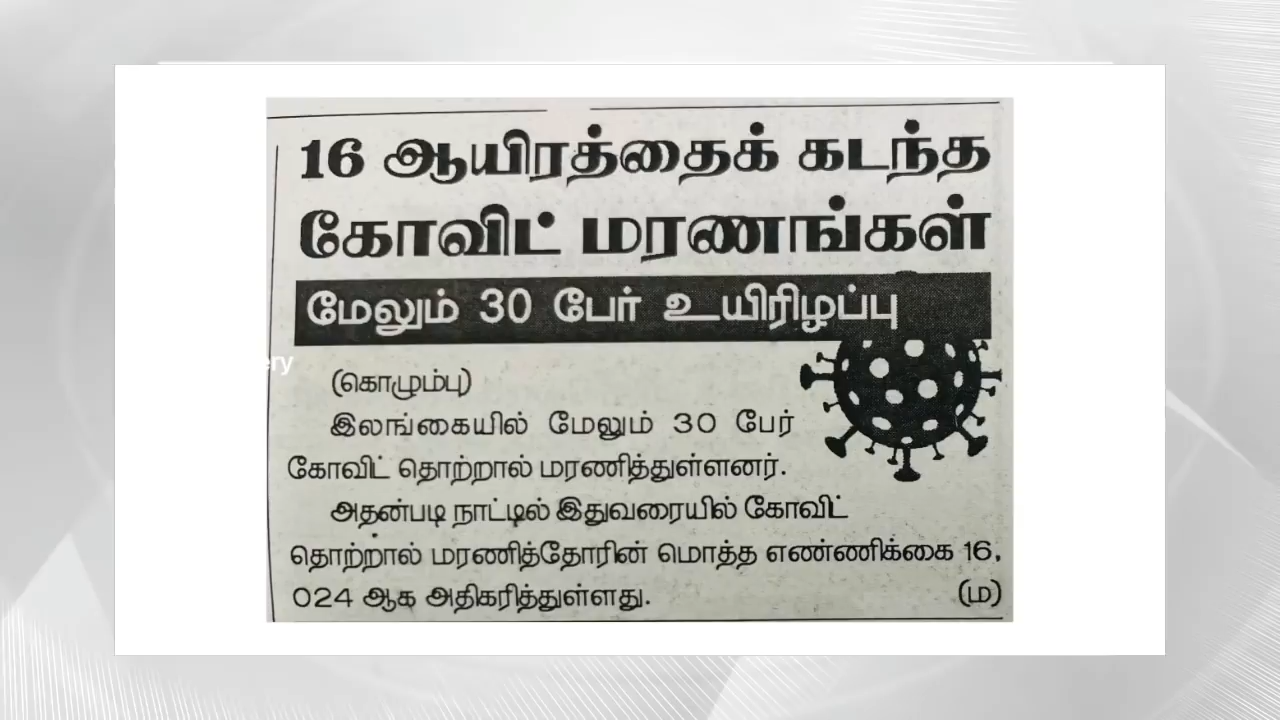 16 ஆயிரத்தைக் கடந்த
கோவிட் மரணங்கள்
மேலும் 30 பேர் உயிரிழப்பு
ery
(கொழும்பு)
இலங்கையில் மேலும் 30 பேர்
கோவிட் தொற்றால் மரணித்துள்ளனர்.
அதன்படி நாட்டில் இதுவரையில் கோவிட்
தொற்றால் மரணித்தோரின் மொத்த எண்ணிக்கை 16,
024 ஆக அதிகரித்துள்ளது. (ம)